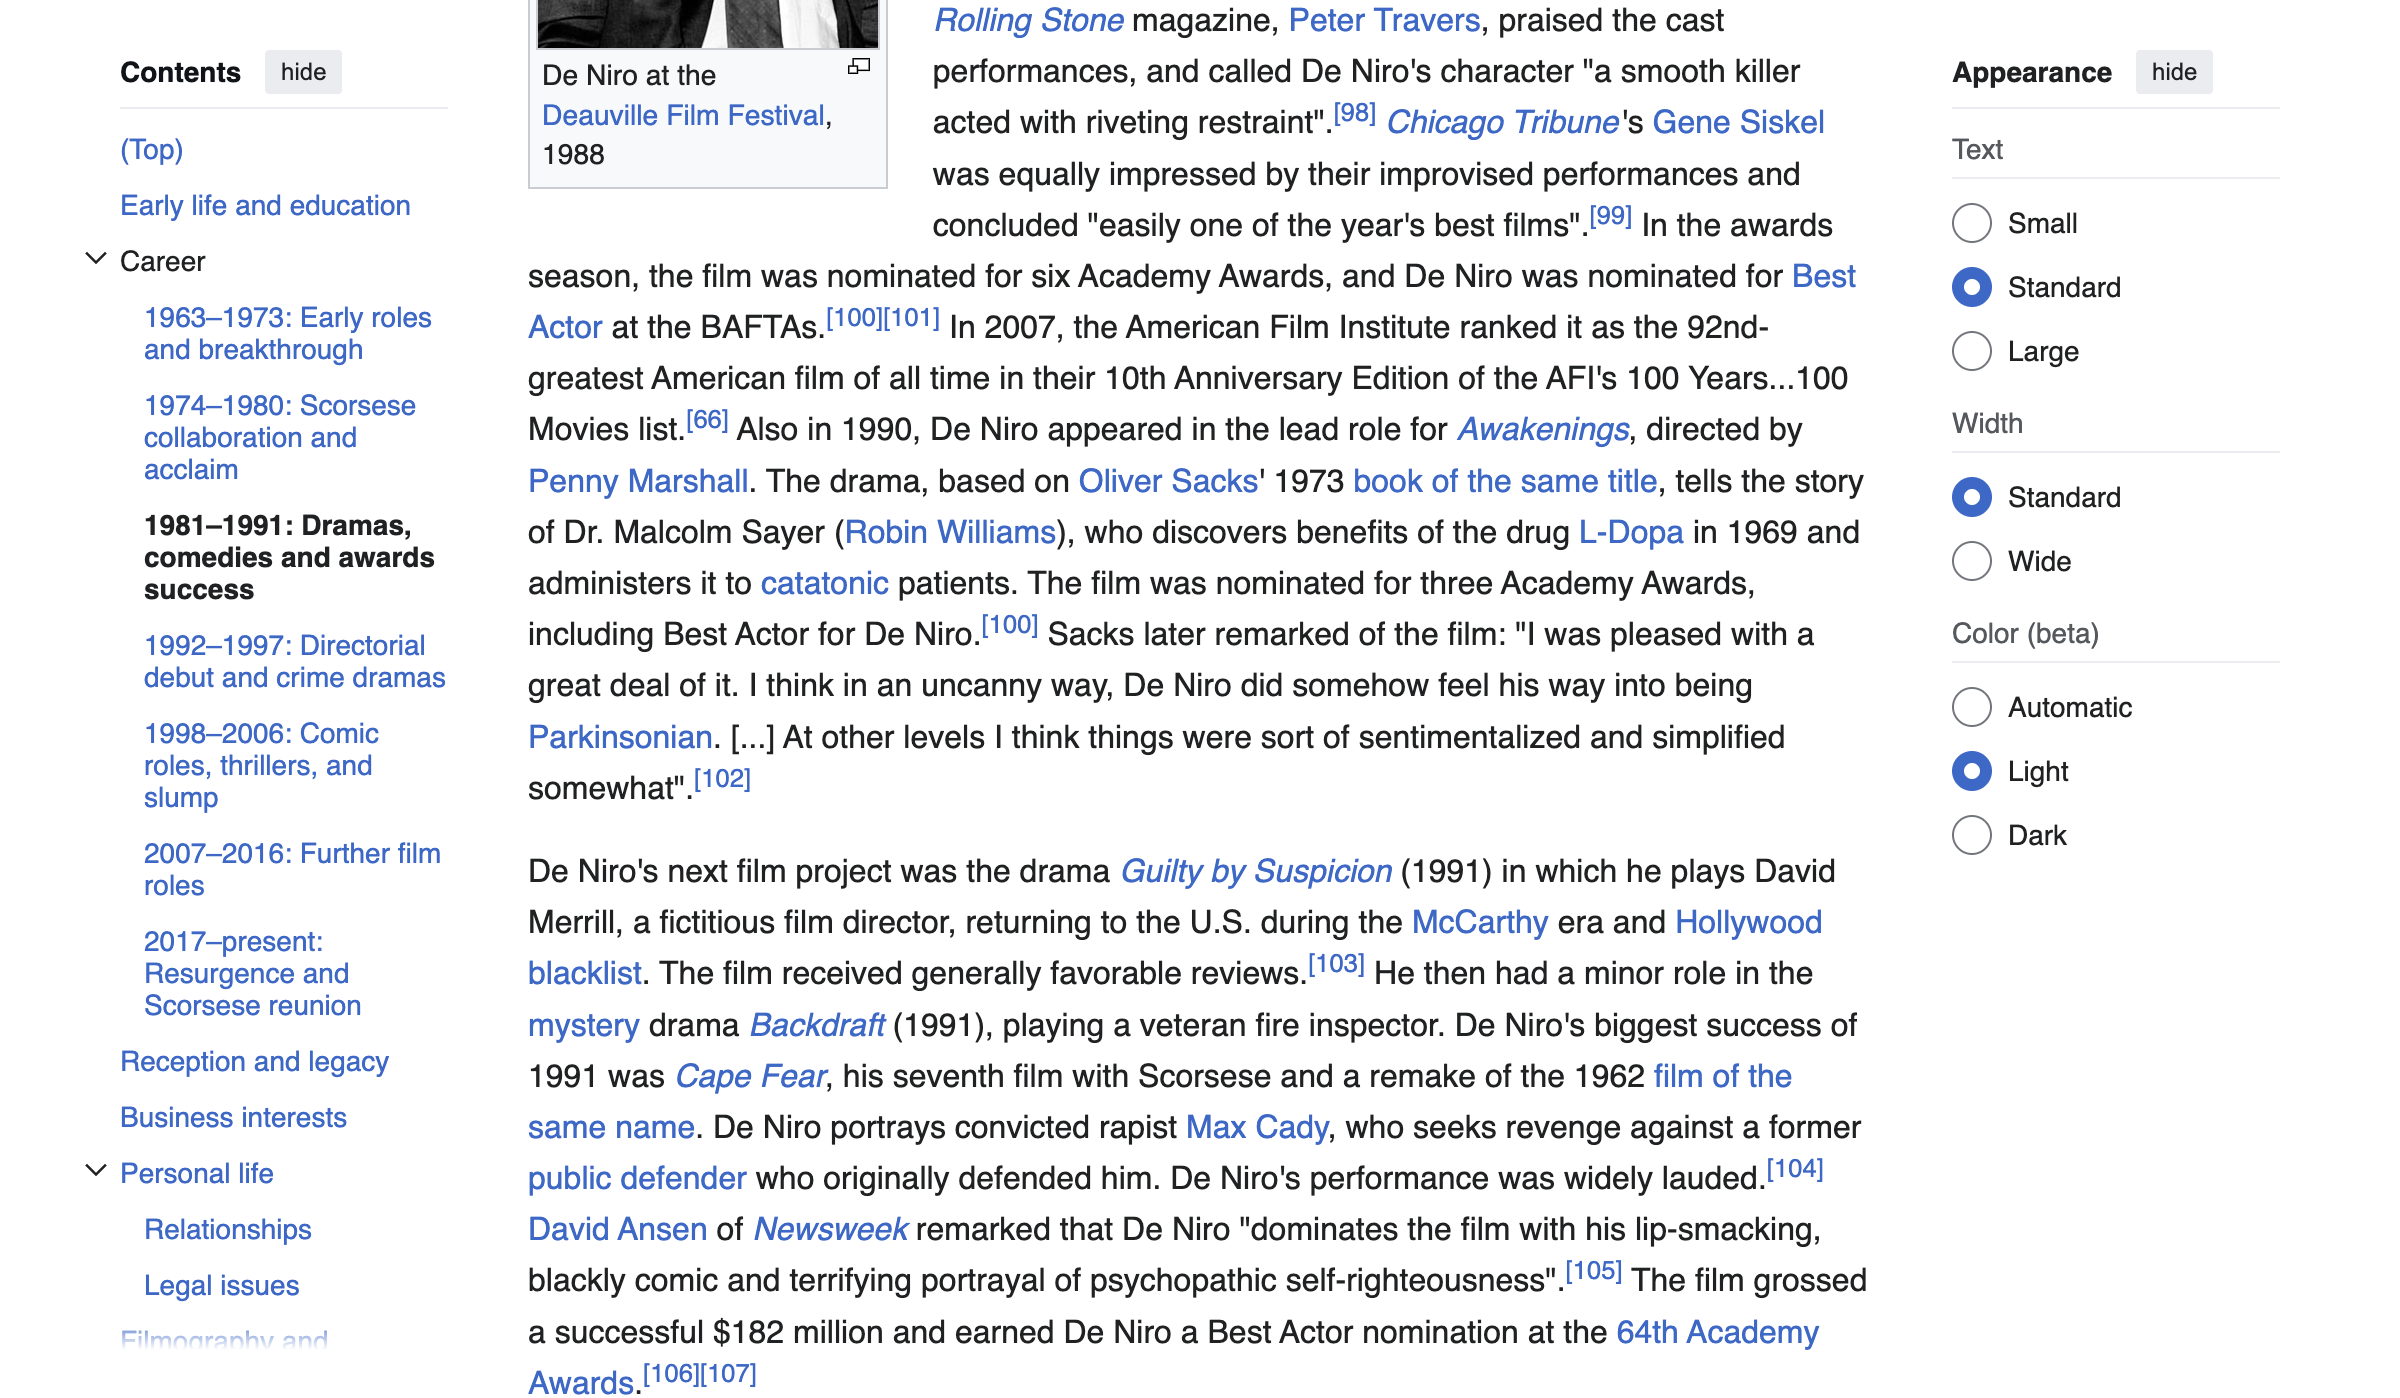 Contents hide
(Top)
Early life and education
Career
1963–1973: Early roles
and breakthrough
1974–1980: Scorsese
collaboration and
acclaim
1981–1991: Dramas,
comedies and awards
success
1992–1997: Directorial
debut and crime dramas
1998–2006: Comic
roles, thrillers, and
slump
2007–2016: Further film
roles
2017–present:
Resurgence and
Scorsese reunion
Reception and legacy
Business interests
Personal life
Relationships
Legal issues
Filmography and
De Niro at the
Deauville Film Festival,
1988
Rolling Stone magazine, Peter Travers, praised the cast
performances, and called De Niro's character "a smooth killer
acted with riveting restraint".[98] Chicago Tribune's Gene Siskel
was equally impressed by their improvised performances and
concluded "easily one of the year's best films".[99] In the awards
season, the film was nominated for six Academy Awards, and De Niro was nominated for Best
Actor at the BAFTAs.[100][101] In 2007, the American Film Institute ranked it as the 92nd-
greatest American film of all time in their 10th Anniversary Edition of the AFI's 100 Years...100
Movies list.[66] Also in 1990, De Niro appeared in the lead role for Awakenings, directed by
Penny Marshall. The drama, based on Oliver Sacks' 1973 book of the same title, tells the story
of Dr. Malcolm Sayer (Robin Williams), who discovers benefits of the drug L-Dopa in 1969 and
administers it to catatonic patients. The film was nominated for three Academy Awards,
including Best Actor for De Niro.[100] Sacks later remarked of the film: "I was pleased with a
great deal of it. I think in an uncanny way, De Niro did somehow feel his way into being
Parkinsonian. [...] At other levels I think things were sort of sentimentalized and simplified
somewhat".[102]
De Niro's next film project was the drama Guilty by Suspicion (1991) in which he plays David
Merrill, a fictitious film director, returning to the U.S. during the McCarthy era and Hollywood
blacklist. The film received generally favorable reviews.[103] He then had a minor role in the
mystery drama Backdraft (1991), playing a veteran fire inspector. De Niro's biggest success of
1991 was Cape Fear, his seventh film with Scorsese and a remake of the 1962 film of the
same name. De Niro portrays convicted rapist Max Cady, who seeks revenge against a former
public defender who originally defended him. De Niro's performance was widely lauded.[104]
David Ansen of Newsweek remarked that De Niro "dominates the film with his lip-smacking,
blackly comic and terrifying portrayal of psychopathic self-righteousness".[105] The film grossed
a successful $182 million and earned De Niro a Best Actor nomination at the 64th Academy
Awards.[106][107]
Appearance hide
Text
Small
Standard
Large
Width
Standard
Wide
Color (beta)
Automatic
Light
Dark